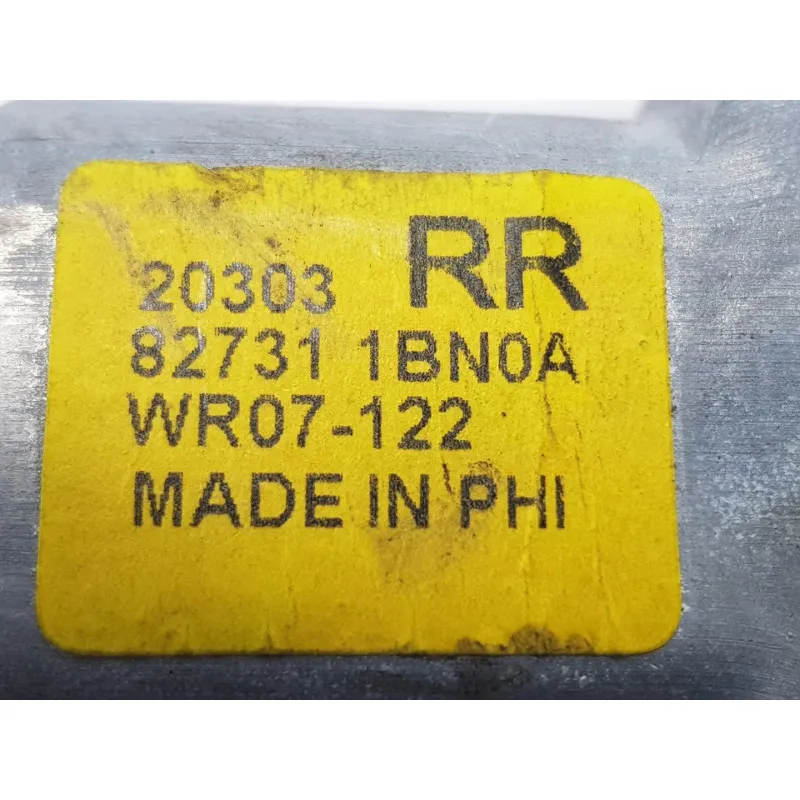 20303 RR
82731 1BN0A
WR07-122
MADE IN PHI